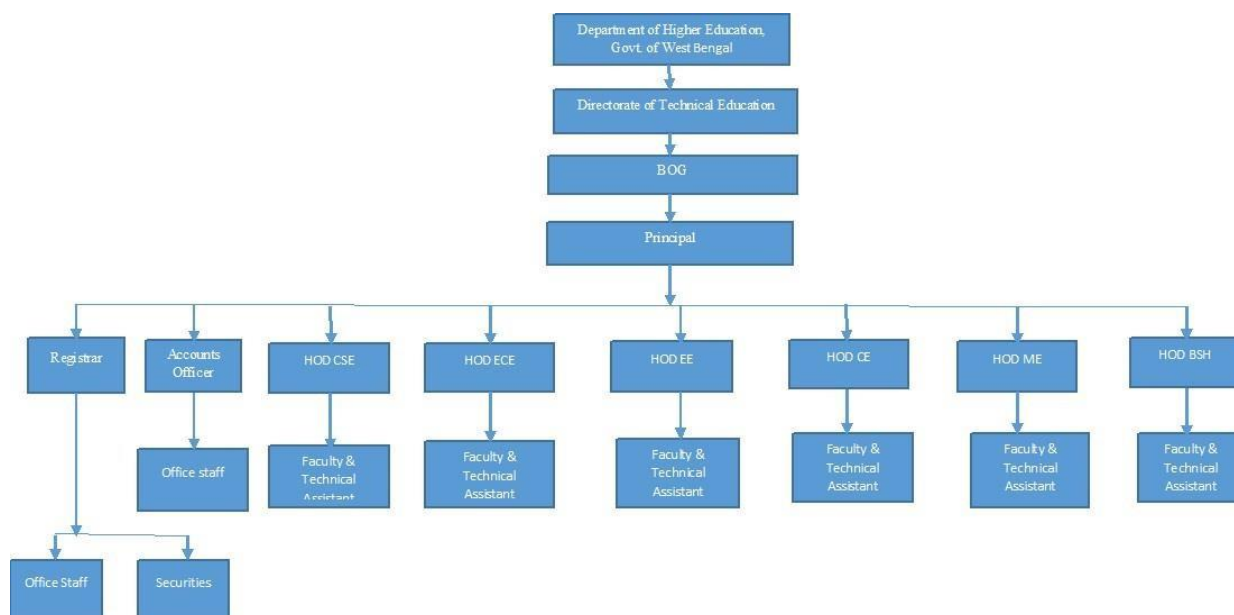 Department of Higher Education,
Govt. of West Bengal
Directorate of Technical Education
BOG
Principal
Registrar
Accounts
Officer
HOD CSE
HOD ECE
HOD EE
HOD CE
HOD ME
HOD BSH
Office staff
Faculty &
Technical
Assistant
Faculty &
Technical
Assistant
Faculty &
Technical
Assistant
Faculty &
Technical
Assistant
Faculty &
Technical
Assistant
Faculty &
Technical
Assistant
Office Staff
Securities